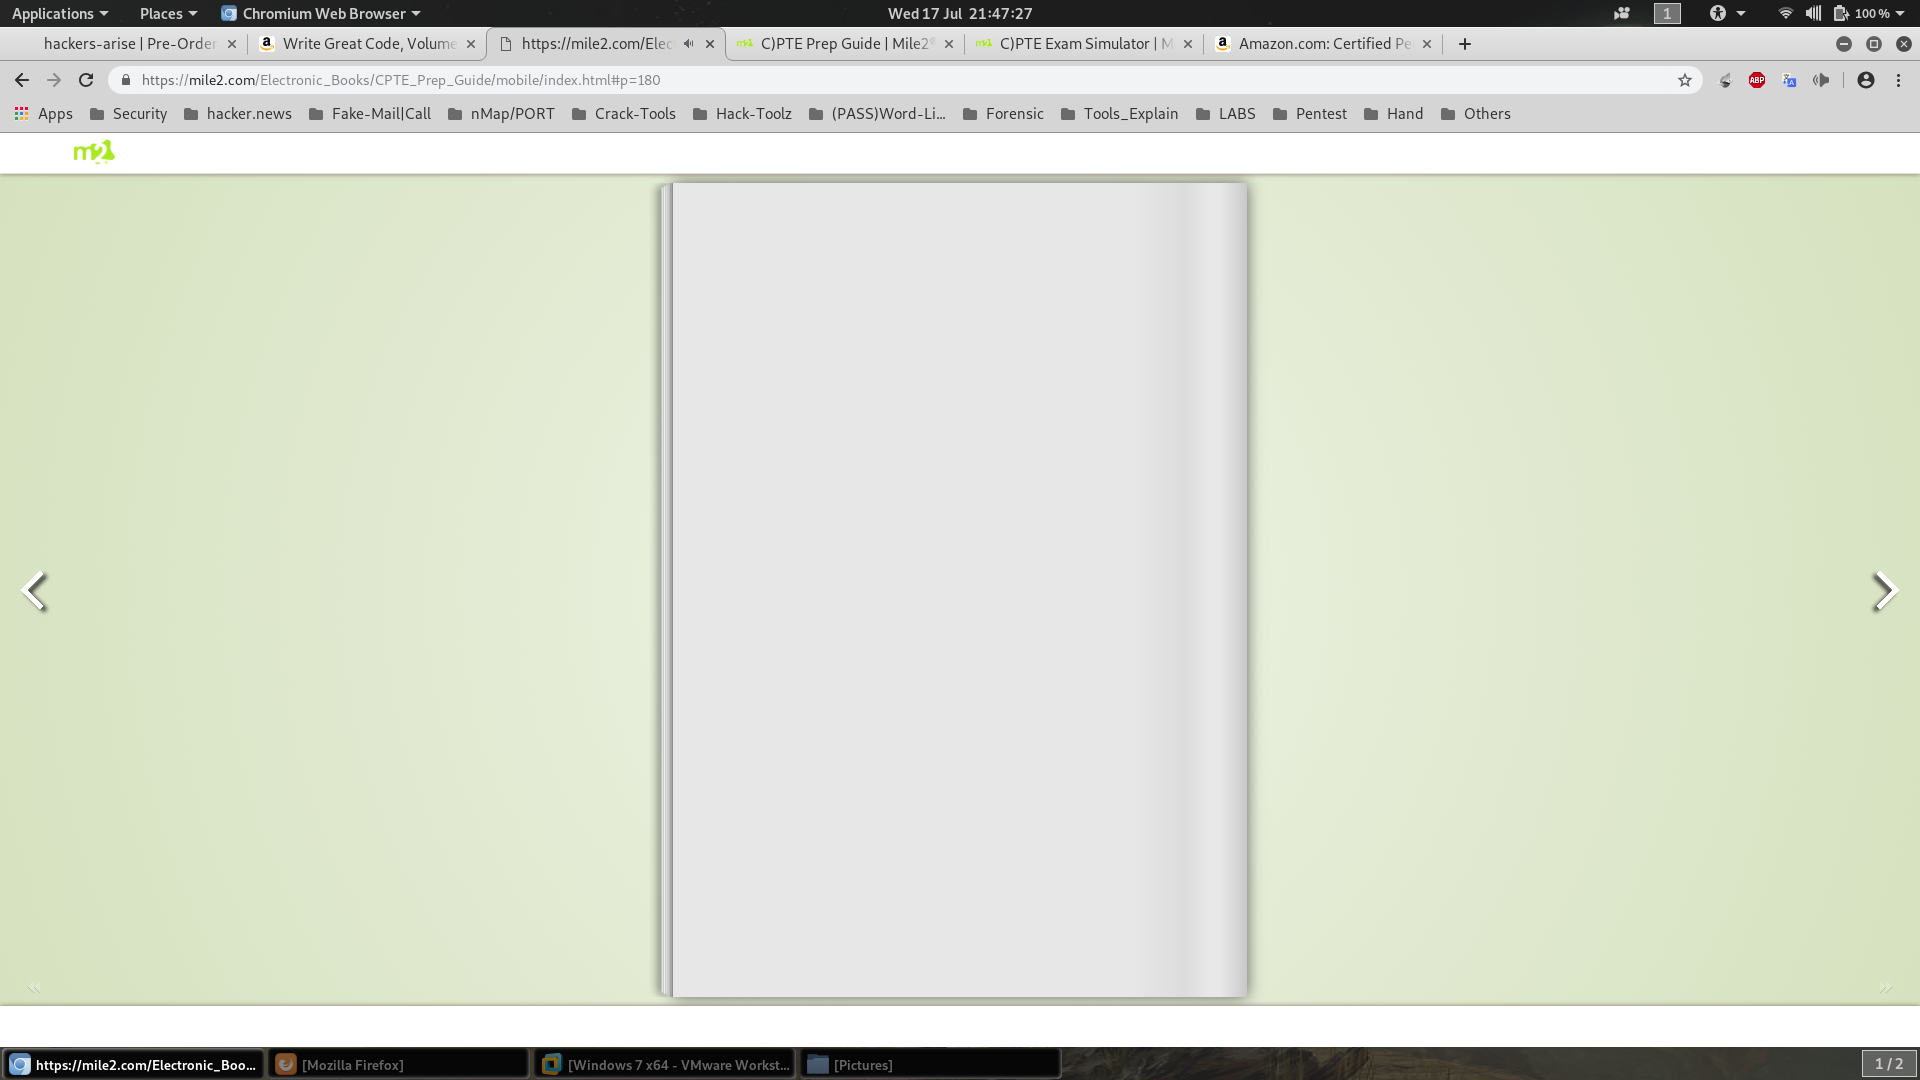 Applications Places Chromium Web Browser Wed 17 Jul 21:47:27 1 100 %
hackers-arise | Pre-Order Write Great Code, Volume https://mile2.com/Elec C)PTE Prep Guide | Mile2® C)PTE Exam Simulator | M Amazon.com: Certified Pe
https://mile2.com/Electronic_Books/CPTE_Prep_Guide/mobile/index.html#p=180 ABP
Apps Security hacker.news Fake-Mail|Call nMap/PORT Crack-Tools Hack-Toolz (PASS)Word-Li... Forensic Tools_Explain LABS Pentest Hand Others
m2
https://mile2.com/Electronic_Boo... [Mozilla Firefox] [Windows 7 x64 - VMware Workst... [Pictures] 1 / 2